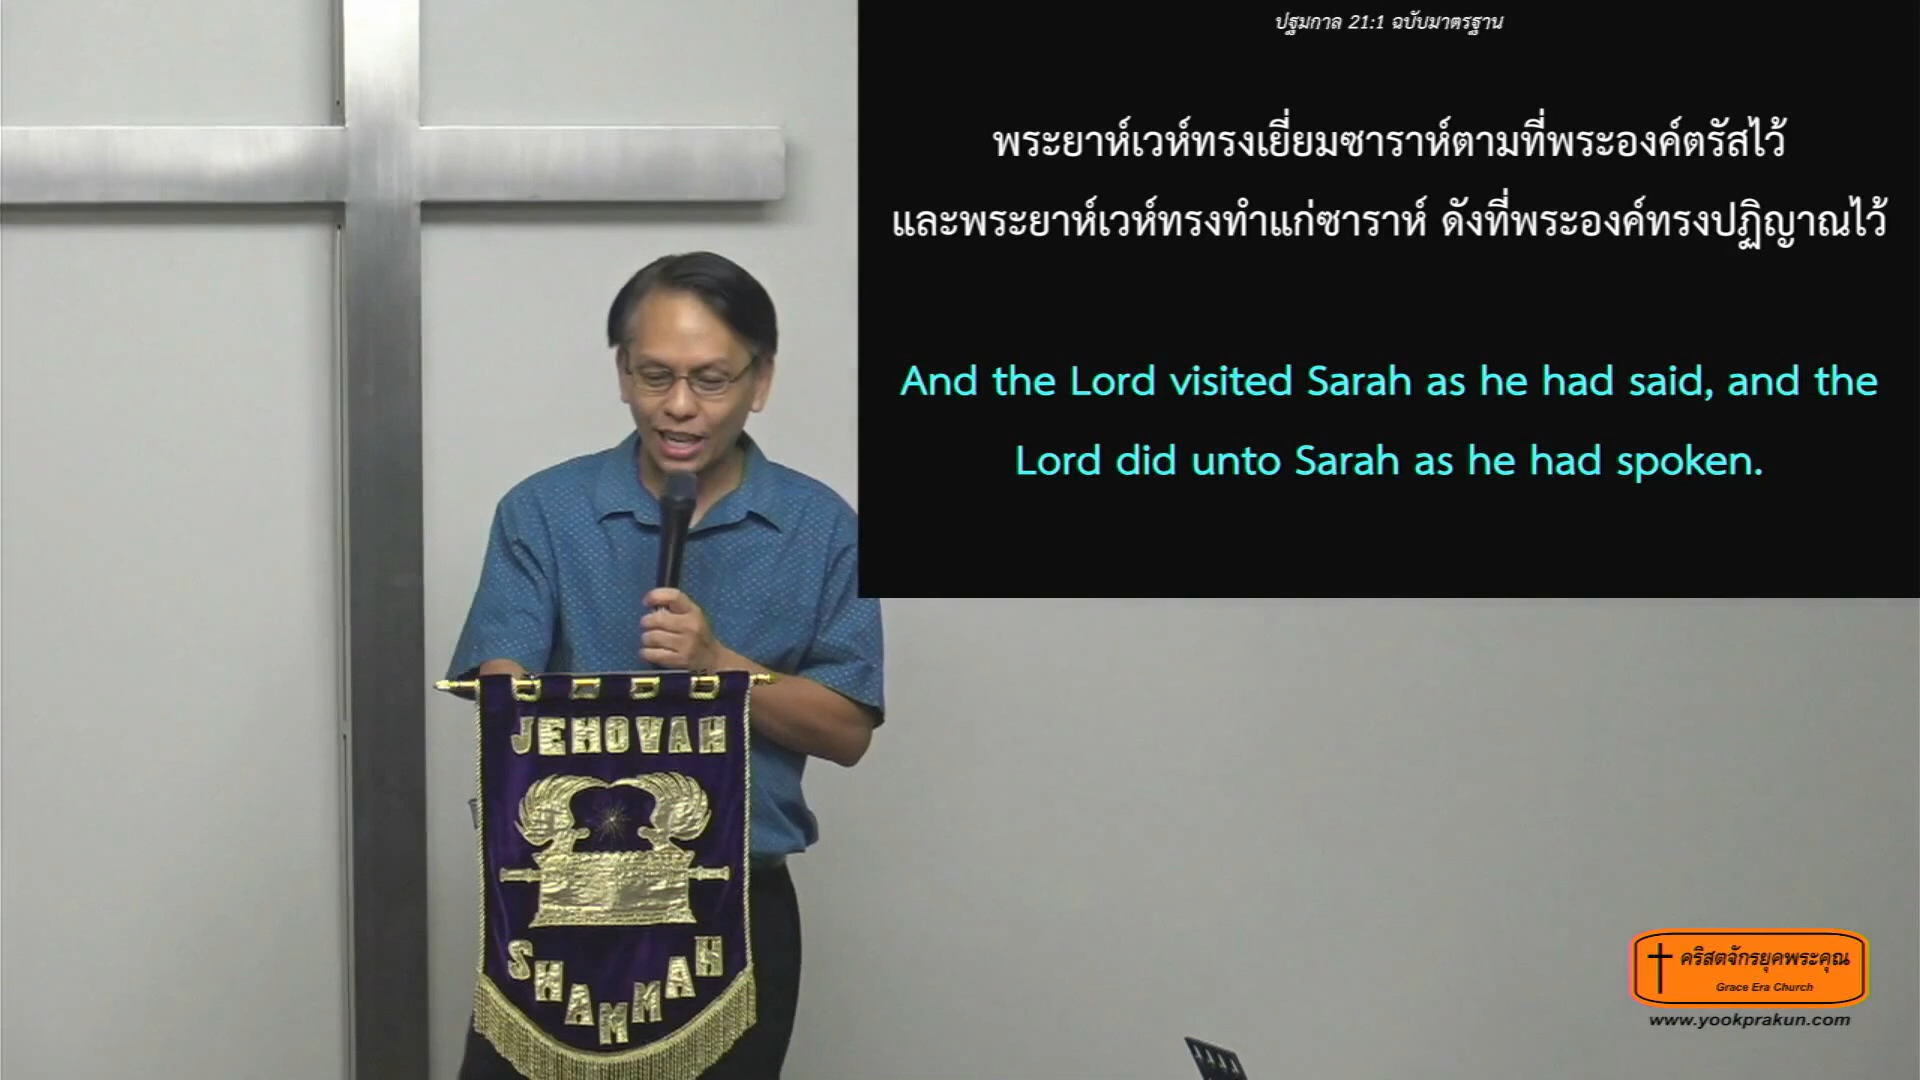 ปฐมกาล 21:1 ฉบับมาตรฐาน
พระยาห์เวห์ทรงเยี่ยมซาราห์ตามที่พระองค์ตรัสไว้
และพระยาห์เวห์ทรงทำแก่ซาราห์ ดังที่พระองค์ทรงปฏิญาณไว้
And the Lord visited Sarah as he had said, and the
Lord did unto Sarah as he had spoken.
JEHOVAH
SHAMMAH
คริสตจักรยุคพระคุณ
Grace Era Church
www.yookprakun.com